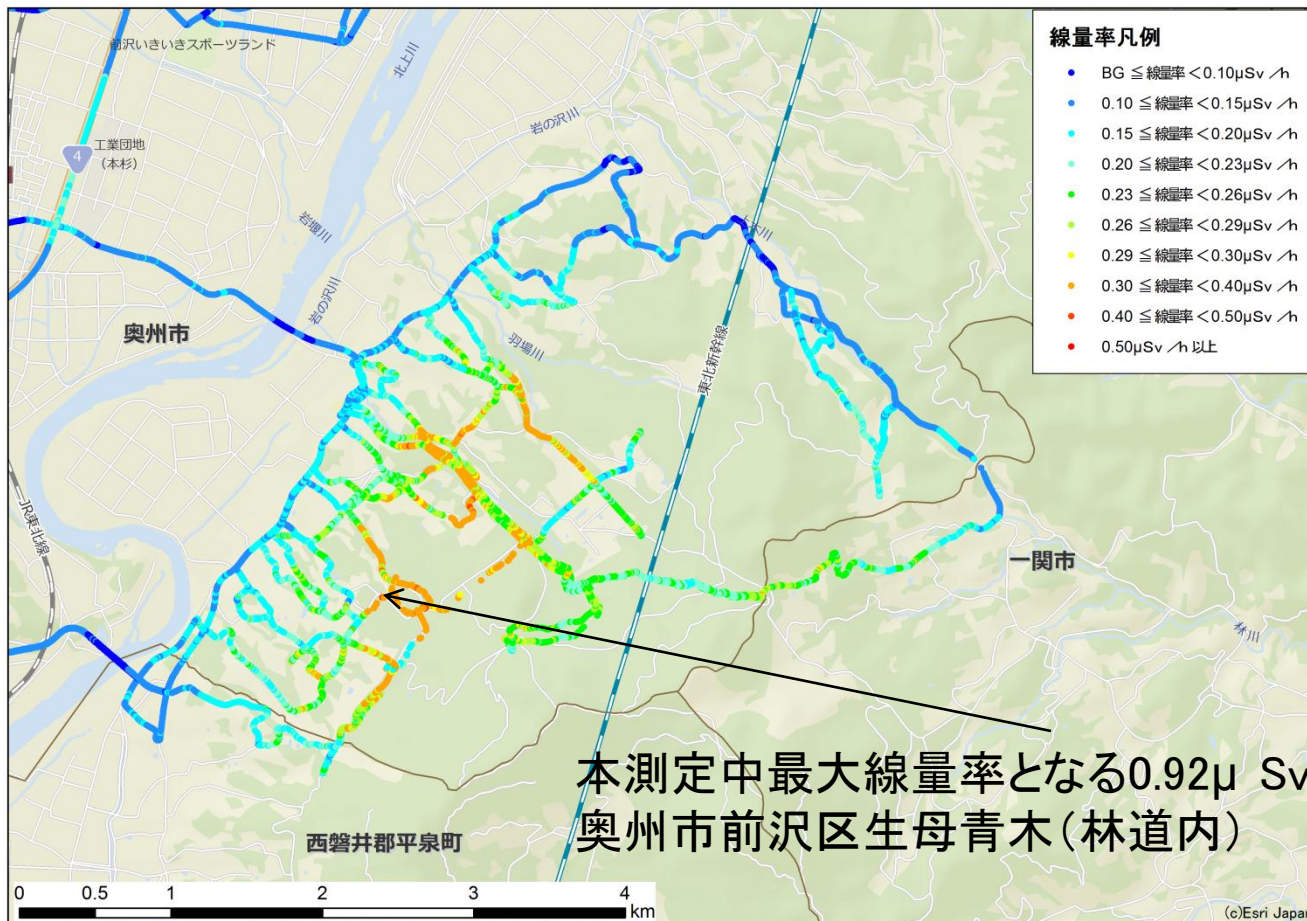 前沢いきいきスポーツランド
北上川
岩の沢川
工業団地
(本杉)
4
岩堰川
岩の沢川
奥州市
羽場川
東北新幹線
JR東北線
一関市
林川
西磐井郡平泉町
線量率凡例
BG ≦線量率<0.10μSv/h
0.10 ≦線量率<0.15μSv/h
0.15 ≦線量率<0.20μSv/h
0.20 ≦線量率<0.23μSv/h
0.23 ≦線量率<0.26μSv/h
0.26 ≦線量率<0.29μSv/h
0.29 ≦線量率<0.30μSv/h
0.30 ≦線量率<0.40μSv/h
0.40 ≦線量率<0.50μSv/h
0.50μSv/h 以上
本測定中最大線量率となる0.92μ Sv
奥州市前沢区生母青木(林道内)
0 0.5 1 2 3 4
km
(c)Esri Japan